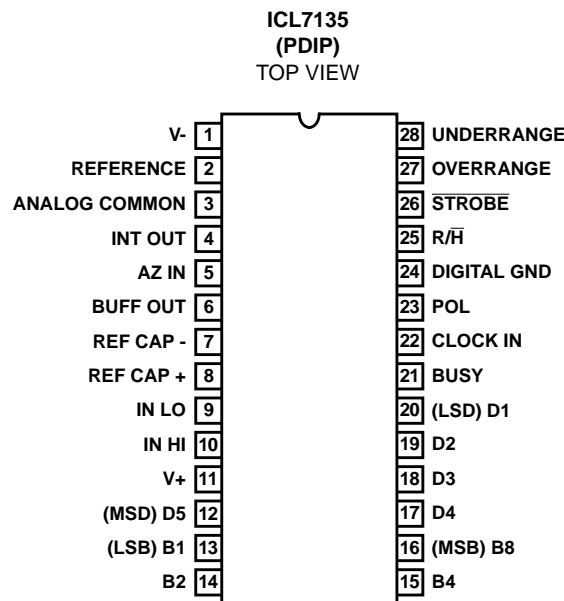 ICL7135
(PDIP)
TOP VIEW
V- 1 28 UNDERRANGE
REFERENCE 2 27 OVERRANGE
ANALOG COMMON 3 26 S̅T̅R̅O̅B̅E̅
INT OUT 4 25 R/H̅
AZ IN 5 24 DIGITAL GND
BUFF OUT 6 23 POL
REF CAP - 7 22 CLOCK IN
REF CAP + 8 21 BUSY
IN LO 9 20 (LSD) D1
IN HI 10 19 D2
V+ 11 18 D3
(MSD) D5 12 17 D4
(LSB) B1 13 16 (MSB) B8
B2 14 15 B4